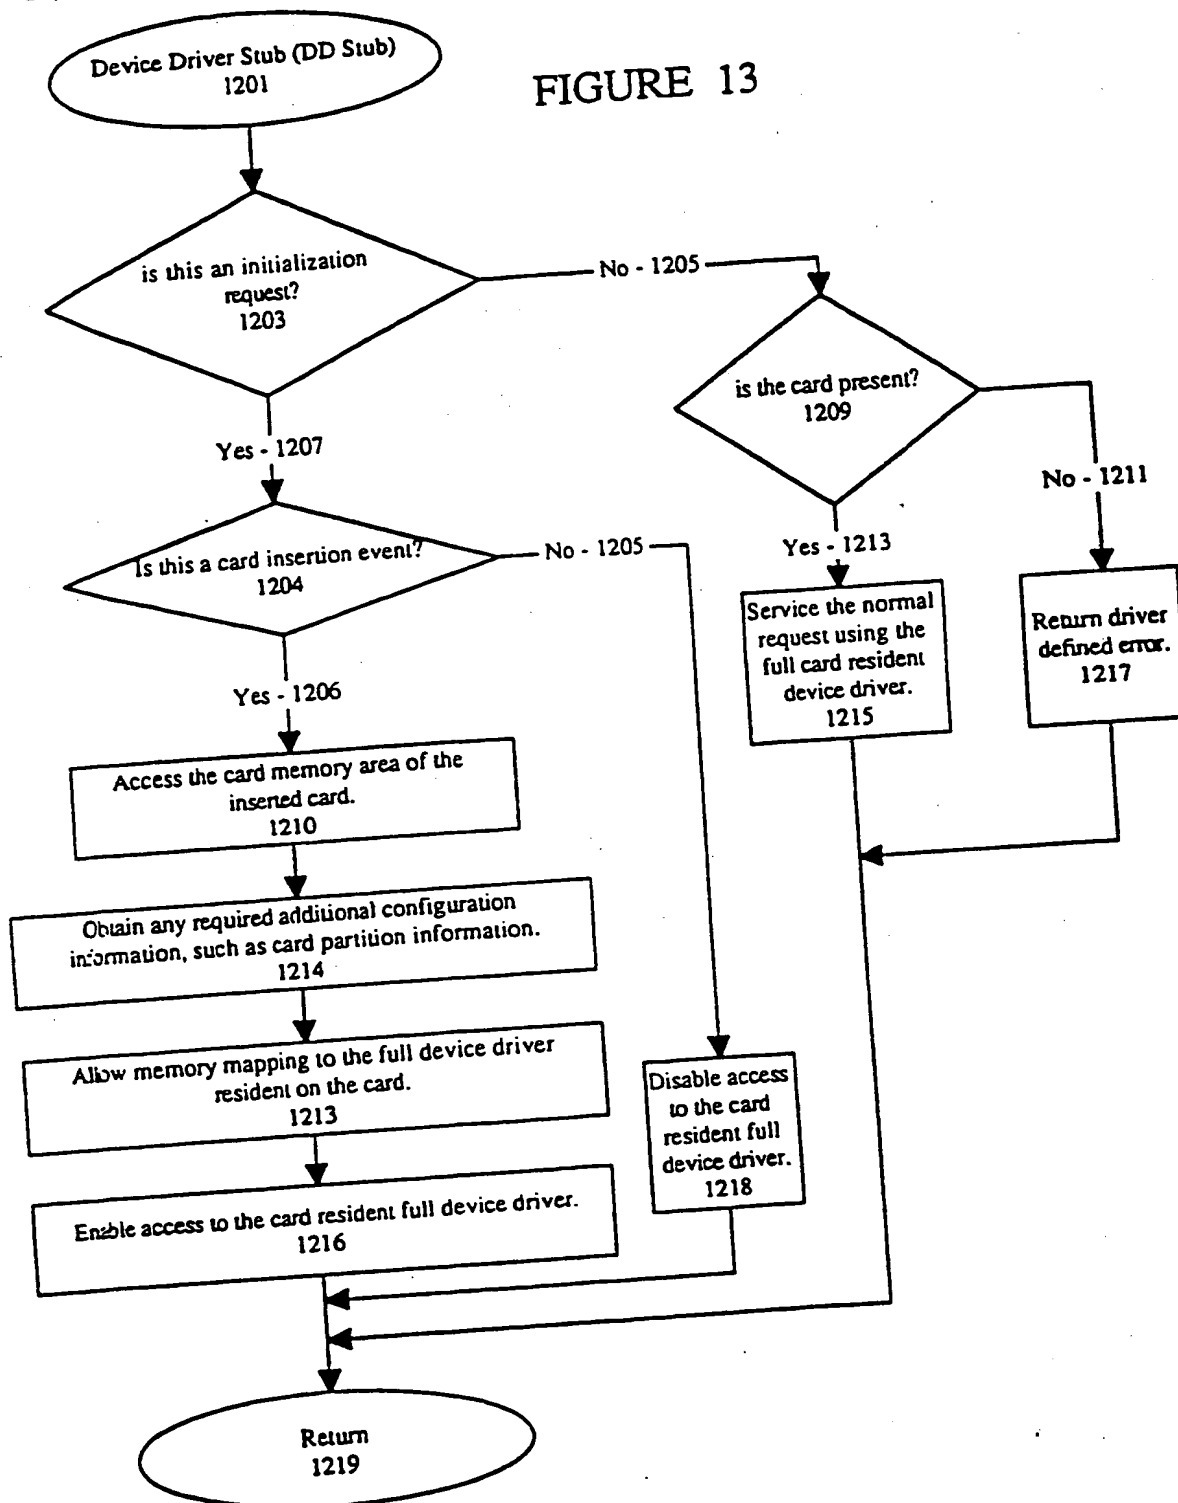 Device Driver Stub (DD Stub)
1201
FIGURE 13
is this an initialization
request?
1203
No - 1205
is the card present?
1209
Yes - 1207
No - 1211
Is this a card insertion event?
1204
No - 1205
Yes - 1213
Service the normal
request using the
full card resident
device driver.
1215
Return driver
defined error.
1217
Yes - 1206
Access the card memory area of the
inserted card.
1210
Obtain any required additional configuration
information, such as card partition information.
1214
Allow memory mapping to the full device driver
resident on the card.
1213
Disable access
to the card
resident full
device driver.
1218
Enable access to the card resident full device driver.
1216
Return
1219